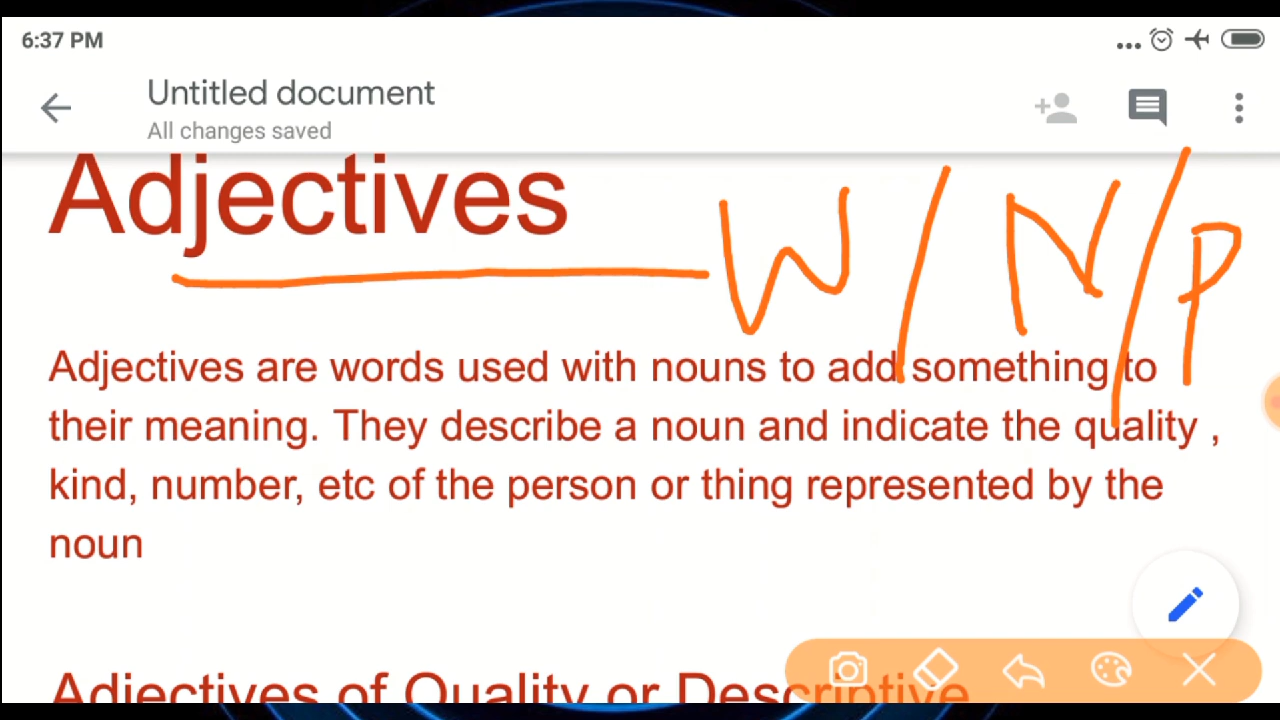 6:37 PM
Untitled document
All changes saved
Adjectives
W/N/P
Adjectives are words used with nouns to add something to
their meaning. They describe a noun and indicate the quality ,
kind, number, etc of the person or thing represented by the
noun
Adjectives of Quality or Descriptive